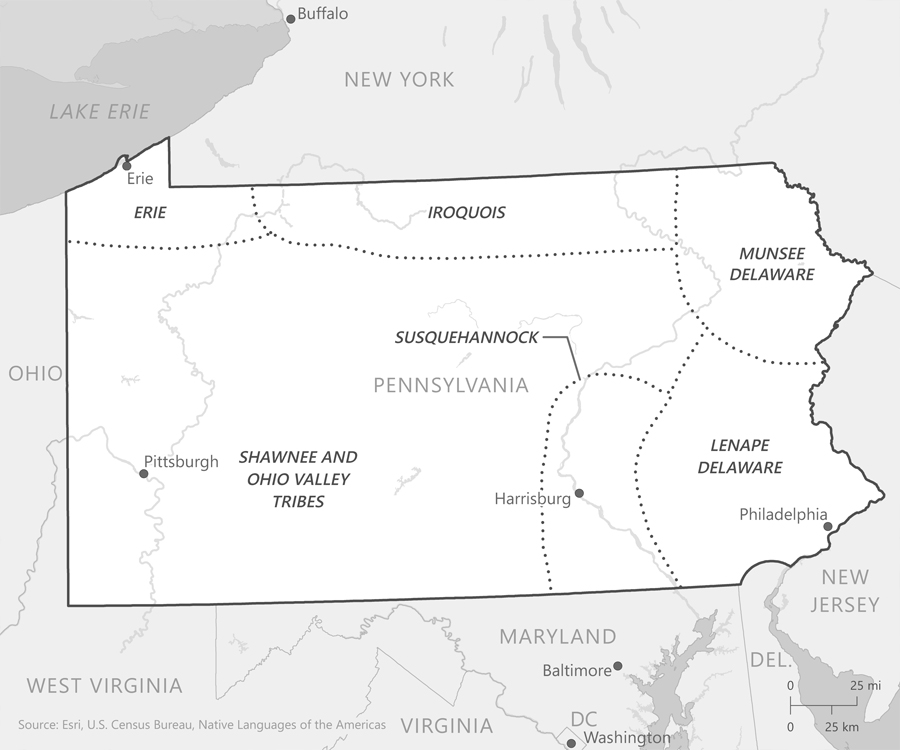 Buffalo
NEW YORK
LAKE ERIE
Erie
ERIE
IROQUOIS
MUNSEE
DELAWARE
SUSQUEHANNOCK
OHIO
PENNSYLVANIA
SHAWNEE AND
OHIO VALLEY
TRIBES
Pittsburgh
LENAPE
DELAWARE
Harrisburg
Philadelphia
NEW
JERSEY
MARYLAND
Baltimore
DEL.
WEST VIRGINIA
0 25 mi
0 25 km
VIRGINIA
DC
Washington
Source: Esri, U.S. Census Bureau, Native Languages of the Americas